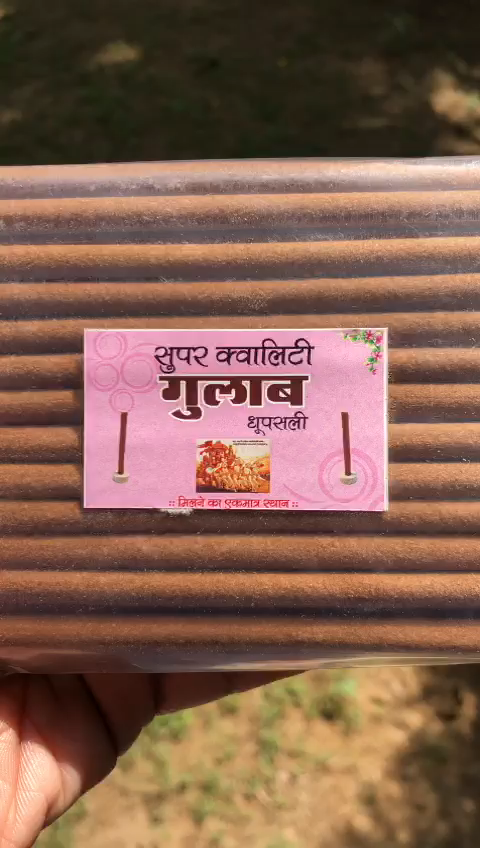 सुपर क्वालिटी
गुलाब
धूपसली
:: मिलने का एकमात्र स्थान ::